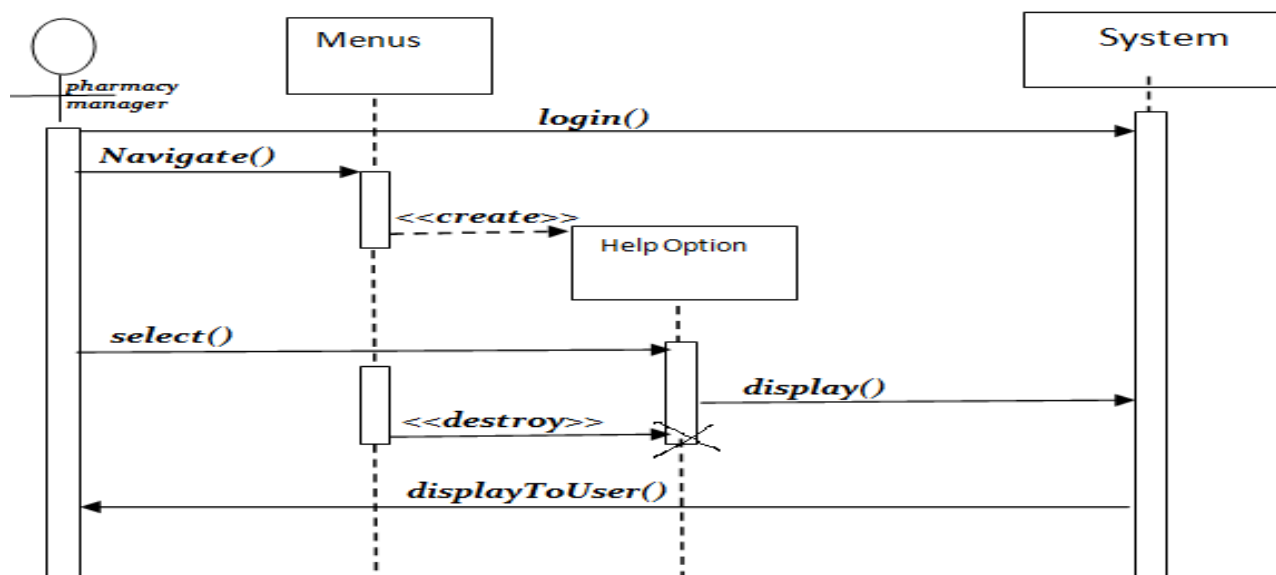 Menus
System
pharmacy
manager
login()
Navigate()
<<create>>
Help Option
select()
display()
<<destroy>>
displayToUser()